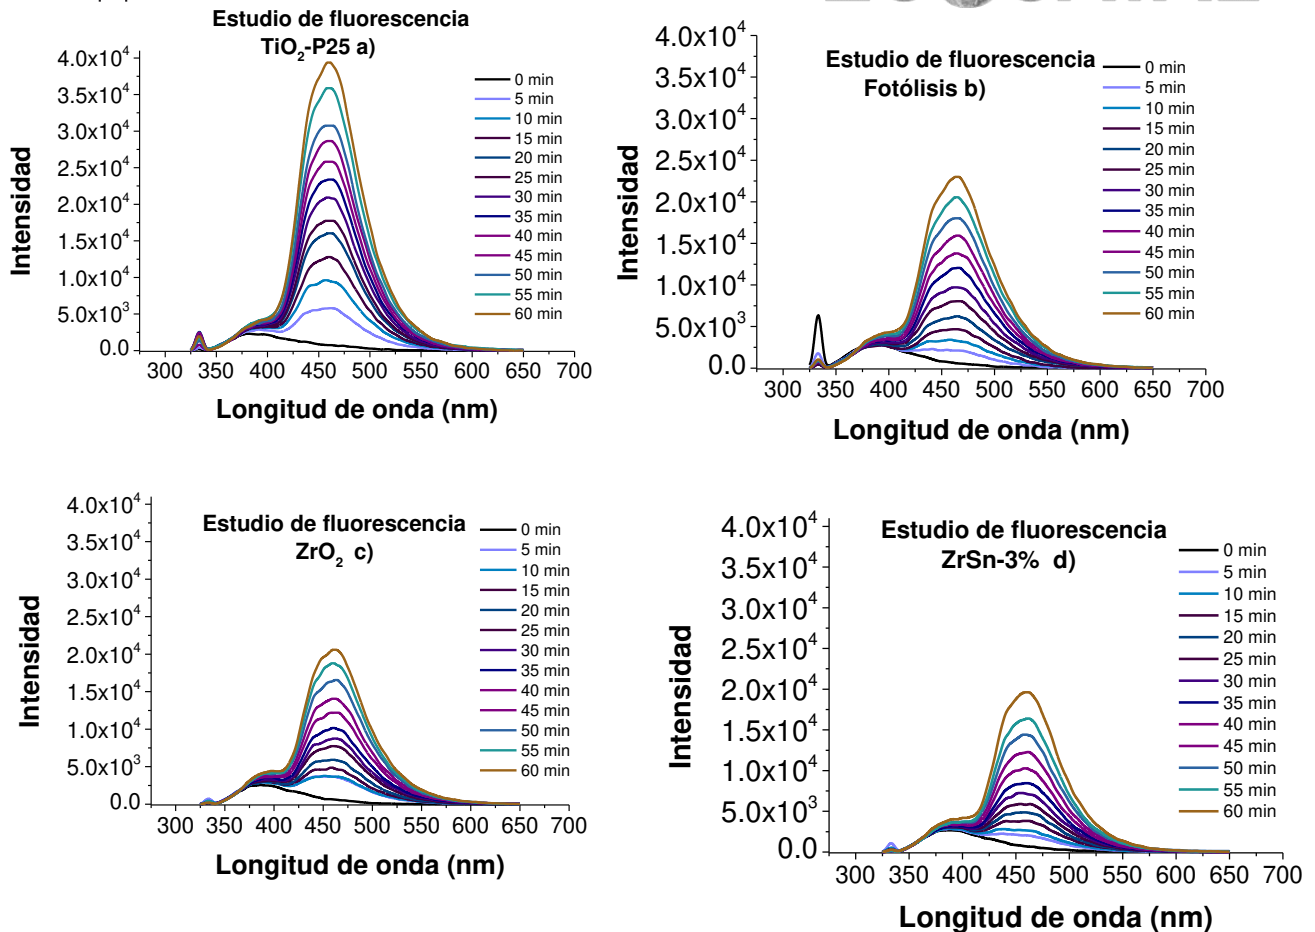 Estudio de fluorescencia
TiO2-P25 a)
4.0x10^4
3.5x10^4
3.0x10^4
2.5x10^4
2.0x10^4
1.5x10^4
1.0x10^4
5.0x10^3
0.0
Intensidad
0 min
5 min
10 min
15 min
20 min
25 min
30 min
35 min
40 min
45 min
50 min
55 min
60 min
300 350 400 450 500 550 600 650 700
Longitud de onda (nm)
Estudio de fluorescencia
Fotólisis b)
4.0x10^4
3.5x10^4
3.0x10^4
2.5x10^4
2.0x10^4
1.5x10^4
1.0x10^4
5.0x10^3
0.0
Intensidad
0 min
5 min
10 min
15 min
20 min
25 min
30 min
35 min
40 min
45 min
50 min
55 min
60 min
300 350 400 450 500 550 600 650 700
Longitud de onda (nm)
Estudio de fluorescencia
ZrO2 c)
4.0x10^4
3.5x10^4
3.0x10^4
2.5x10^4
2.0x10^4
1.5x10^4
1.0x10^4
5.0x10^3
0.0
Intensidad
0 min
5 min
10 min
15 min
20 min
25 min
30 min
35 min
40 min
45 min
50 min
55 min
60 min
300 350 400 450 500 550 600 650 700
Longitud de onda (nm)
Estudio de fluorescencia
ZrSn-3% d)
4.0x10^4
3.5x10^4
3.0x10^4
2.5x10^4
2.0x10^4
1.5x10^4
1.0x10^4
5.0x10^3
0.0
Intensidad
0 min
5 min
10 min
15 min
20 min
25 min
30 min
35 min
40 min
45 min
50 min
55 min
60 min
300 350 400 450 500 550 600 650 700
Longitud de onda (nm)